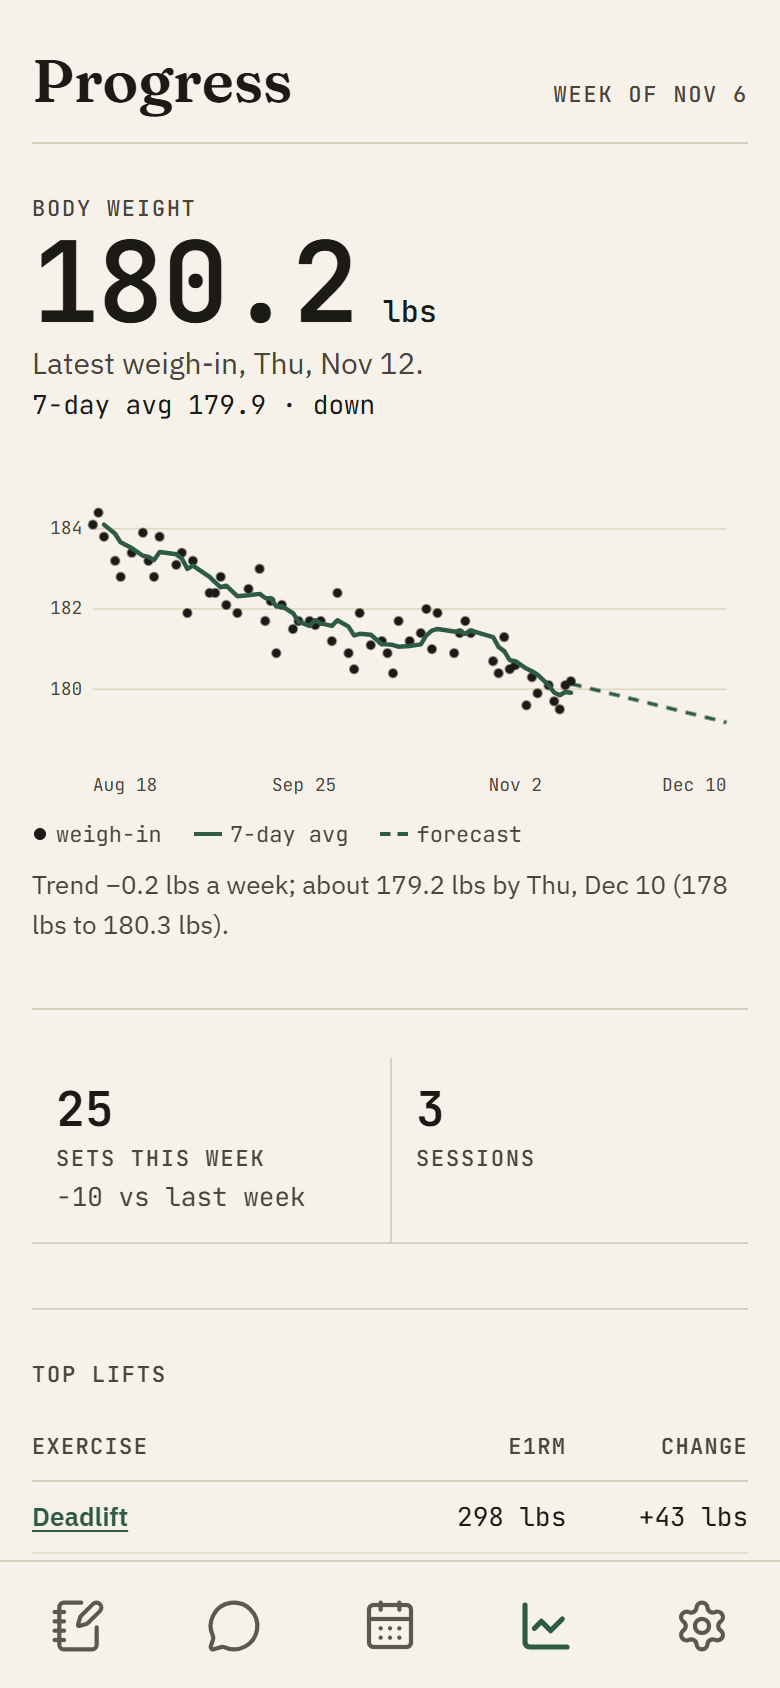 Progress
WEEK OF NOV 6
BODY WEIGHT
180.2 lbs
Latest weigh-in, Thu, Nov 12.
7-day avg 179.9 · down
184
182
180
Aug 18
Sep 25
Nov 2
Dec 10
weigh-in
7-day avg
forecast
Trend −0.2 lbs a week; about 179.2 lbs by Thu, Dec 10 (178
lbs to 180.3 lbs).
25
SETS THIS WEEK
-10 vs last week
3
SESSIONS
TOP LIFTS
EXERCISE E1RM CHANGE
Deadlift 298 lbs +43 lbs